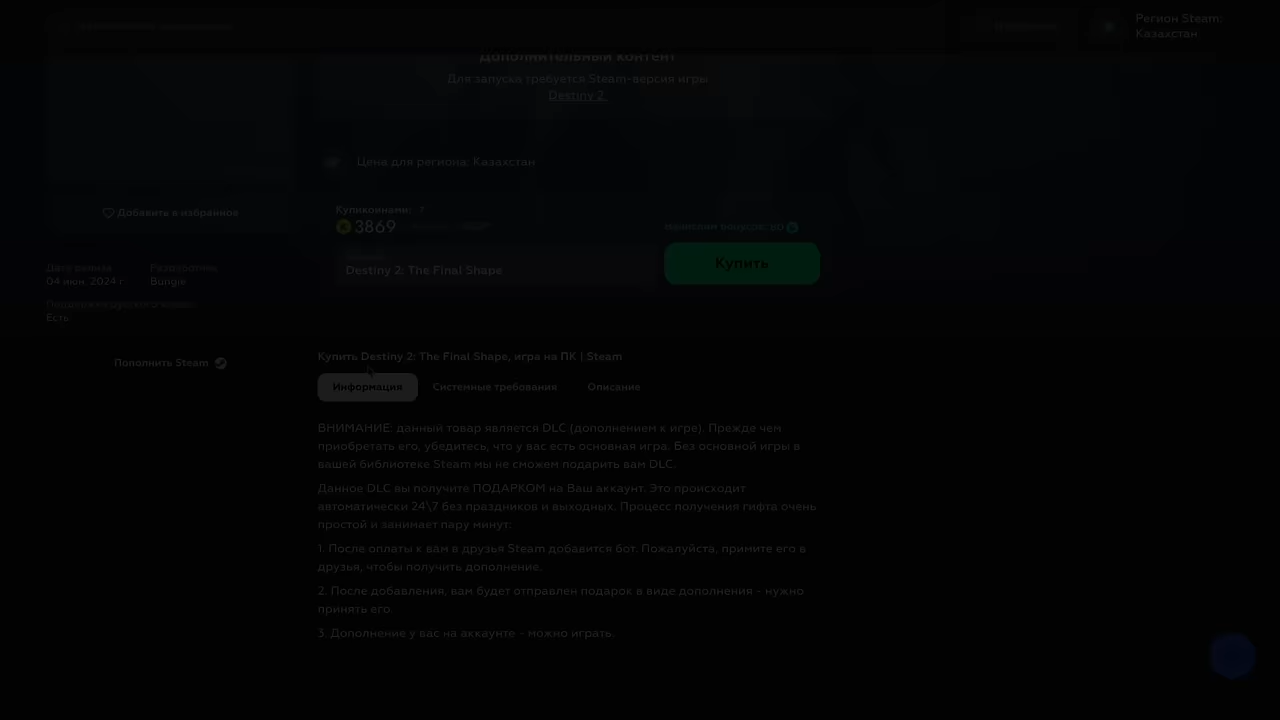 Регион Steam:
Казахстан
Дополнительный контент
Для запуска требуется Steam-версия игры
Destiny 2
Цена для региона: Казахстан
Добавить в избранное
Купикоинами: ?
3869
Destiny 2: The Final Shape
Купить
Дата релиза
Разработчик
04 июн. 2024 г
Bungie
Есть
Пополнить Steam
Купить Destiny 2: The Final Shape, игра на ПК | Steam
Информация
Системные требования
Описание
ВНИМАНИЕ: данный товар является DLC (дополнением к игре). Прежде чем
приобретать его, убедитесь, что у вас есть основная игра. Без основной игры в
вашей библиотеке Steam мы не сможем подарить вам DLC.
Данное DLC вы получите ПОДАРКОМ на Ваш аккаунт. Это происходит
автоматически 24\7 без праздников и выходных. Процесс получения гифта очень
простой и занимает пару минут:
1. После оплаты к вам в друзья Steam добавится бот. Пожалуйста, примите его в
друзья, чтобы получить дополнение.
2. После добавления, вам будет отправлен подарок в виде дополнения - нужно
принять его.
3. Дополнение у вас на аккаунте - можно играть.